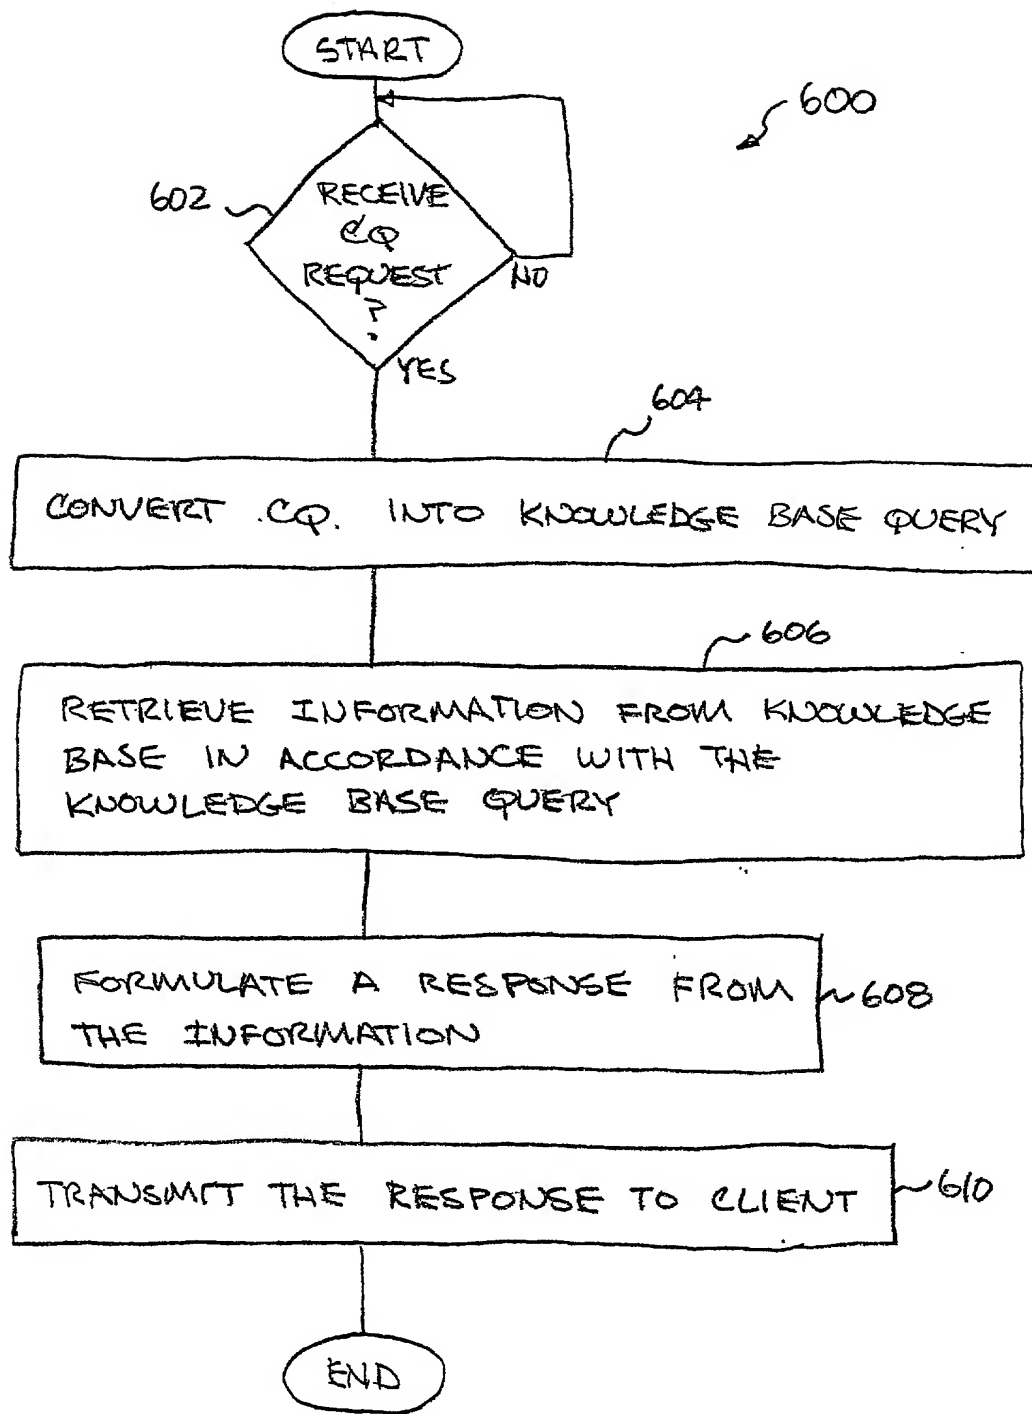 START
600
602
RECEIVE
CQ
REQUEST
?
NO
YES
604
CONVERT .CQ. INTO KNOWLEDGE BASE QUERY
606
RETRIEVE INFORMATION FROM KNOWLEDGE
BASE IN ACCORDANCE WITH THE
KNOWLEDGE BASE QUERY
FORMULATE A RESPONSE FROM
THE INFORMATION
608
TRANSMIT THE RESPONSE TO CLIENT
610
END